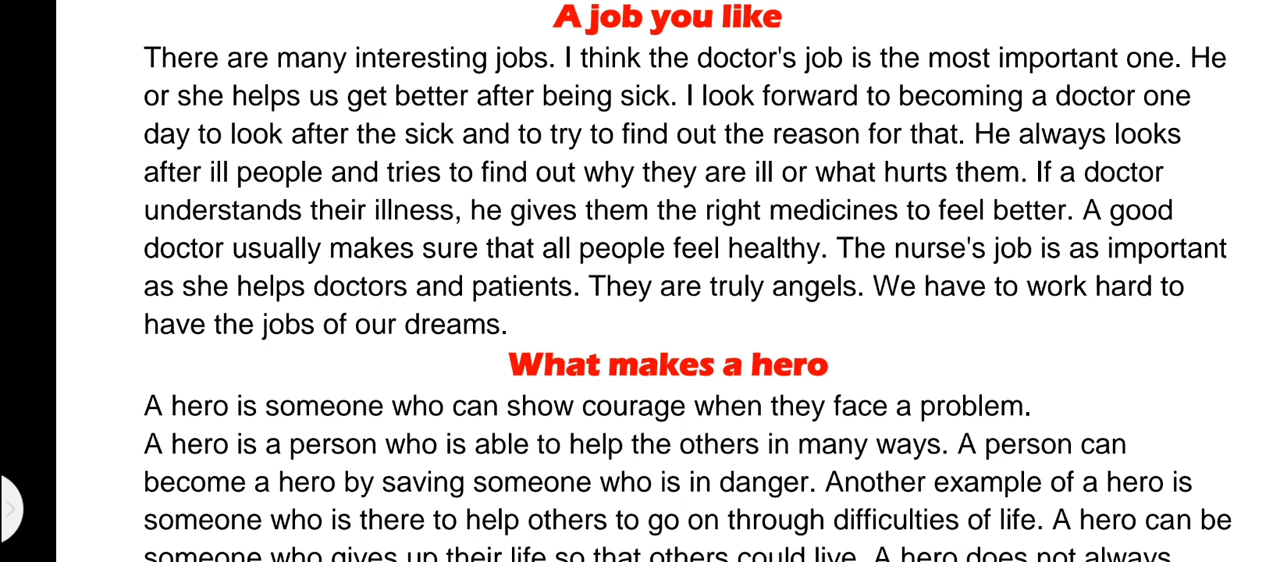 A job you like
There are many interesting jobs. I think the doctor's job is the most important one. He
or she helps us get better after being sick. I look forward to becoming a doctor one
day to look after the sick and to try to find out the reason for that. He always looks
after ill people and tries to find out why they are ill or what hurts them. If a doctor
understands their illness, he gives them the right medicines to feel better. A good
doctor usually makes sure that all people feel healthy. The nurse's job is as important
as she helps doctors and patients. They are truly angels. We have to work hard to
have the jobs of our dreams.
What makes a hero
A hero is someone who can show courage when they face a problem.
A hero is a person who is able to help the others in many ways. A person can
become a hero by saving someone who is in danger. Another example of a hero is
someone who is there to help others to go on through difficulties of life. A hero can be
someone who gives up their life so that others could live. A hero does not always